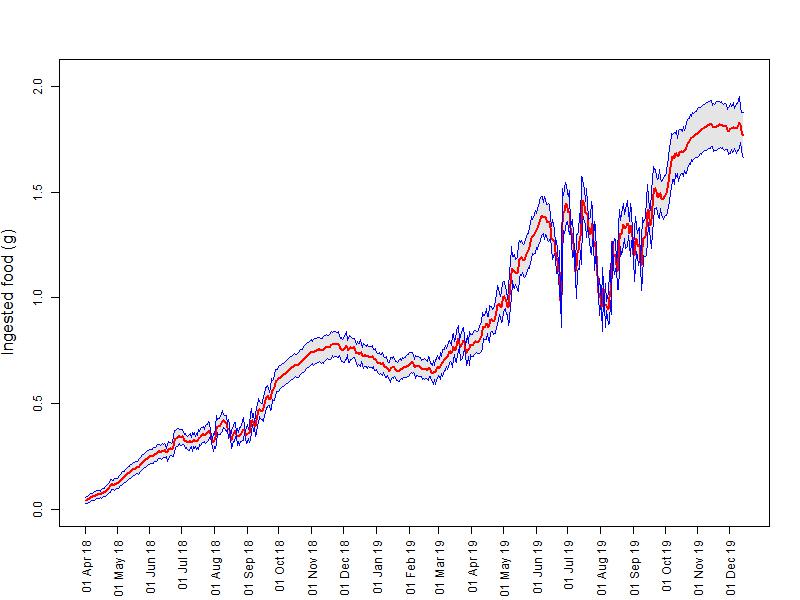 Ingested food (g)
2.0
1.5
1.0
0.5
0.0
01 Apr 18
01 May 18
01 Jun 18
01 Jul 18
01 Aug 18
01 Sep 18
01 Oct 18
01 Nov 18
01 Dec 18
01 Jan 19
01 Feb 19
01 Mar 19
01 Apr 19
01 May 19
01 Jun 19
01 Jul 19
01 Aug 19
01 Sep 19
01 Oct 19
01 Nov 19
01 Dec 19